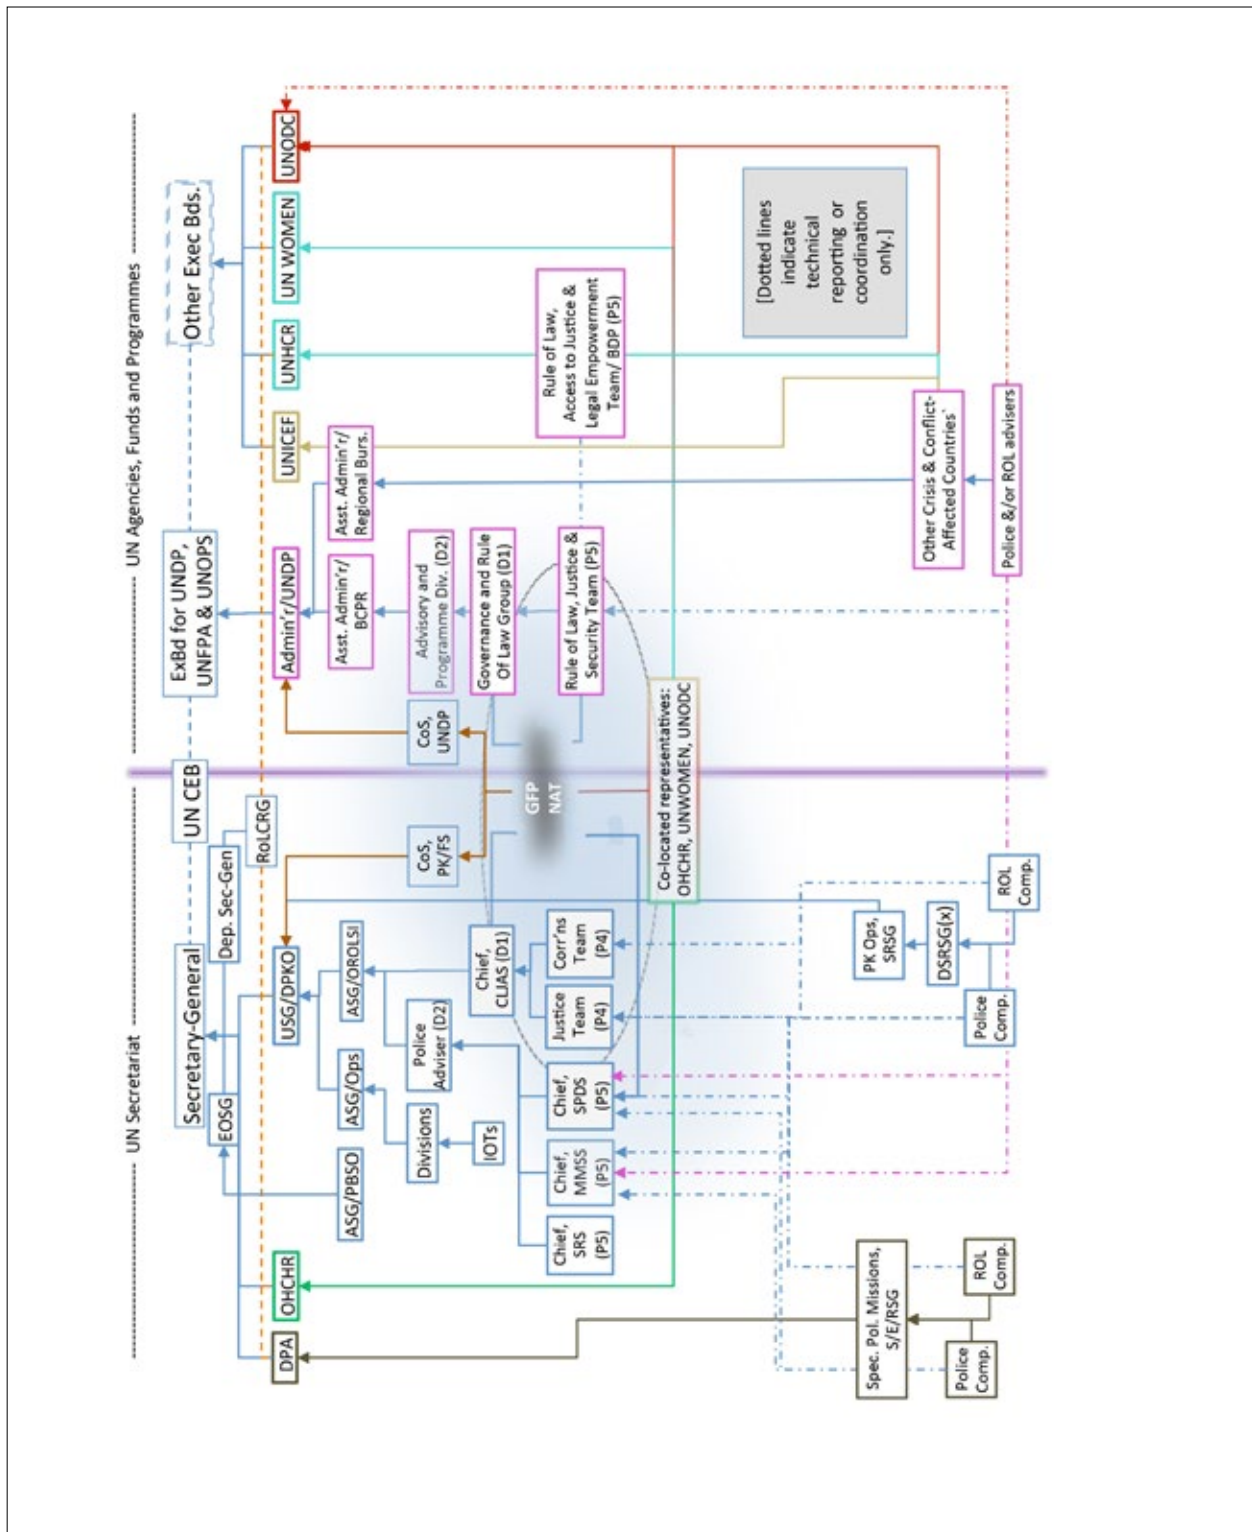 UN Secretariat
UN Agencies, Funds and Programmes
Secretary-General
UN CEB
ExBd for UNDP,
UNFPA & UNOPS
Other Exec Bds.
EOSG
Dep. Sec-Gen
RoLCRG
DPA
OHCHR
USG/DPKO
Admin'r/UNDP
UNICEF
UNHCR
UN WOMEN
UNODC
ASG/PBSO
ASG/Ops
ASG/OROLSI
Asst. Admin'r/
BCPR
Asst. Admin'r/
Regional Burs.
Divisions
Police
Adviser (D2)
CoS,
PK/FS
CoS,
UNDP
Advisory and
Programme Div. (D2)
IOTs
Chief,
CLJAS (D1)
Governance and Rule
Of Law Group (D1)
GFP
NAT
Chief,
SRS
(P5)
Chief,
MMSS
(P5)
Chief,
SPDS
(P5)
Justice
Team
(P4)
Corr'ns
Team
(P4)
Rule of Law, Justice &
Security Team (P5)
Rule of Law,
Access to Justice &
Legal Empowerment
Team/ BDP (P5)
Co-located representatives:
OHCHR, UNWOMEN, UNODC
[Dotted lines
indicate
technical
reporting or
coordination
only.]
Spec. Pol. Missions,
S/E/RSG
PK Ops,
SRSG
DSRSG(x)
Other Crisis & Conflict-
Affected Countries`
Police
Comp.
ROL
Comp.
Police
Comp.
ROL
Comp.
Police &/or ROL advisers